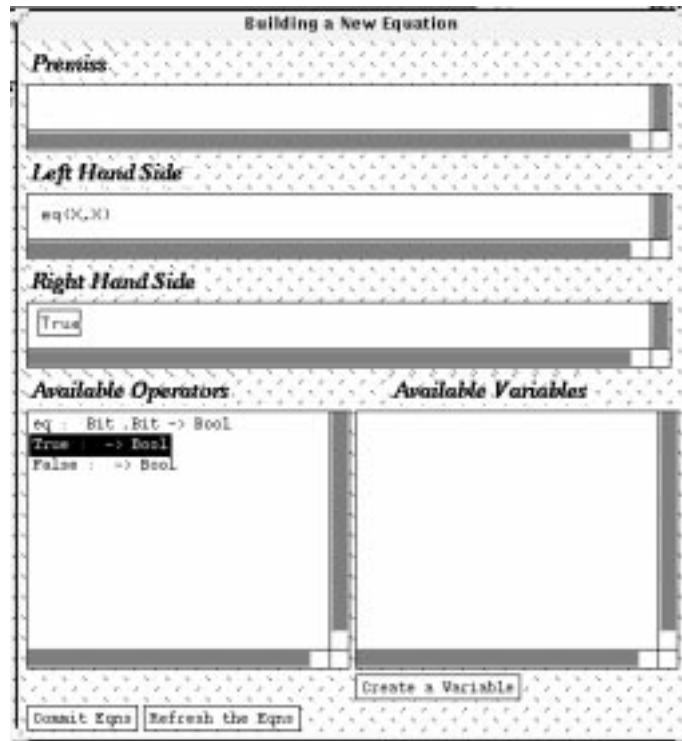 Building a New Equation
Premiss
Left Hand Side
eq(X,X)
Right Hand Side
True
Available Operators
Available Variables
eq : Bit .Bit -> Bool
True : -> Bool
False : -> Bool
Create a Variable
Commit Eqns
Refresh the Eqns